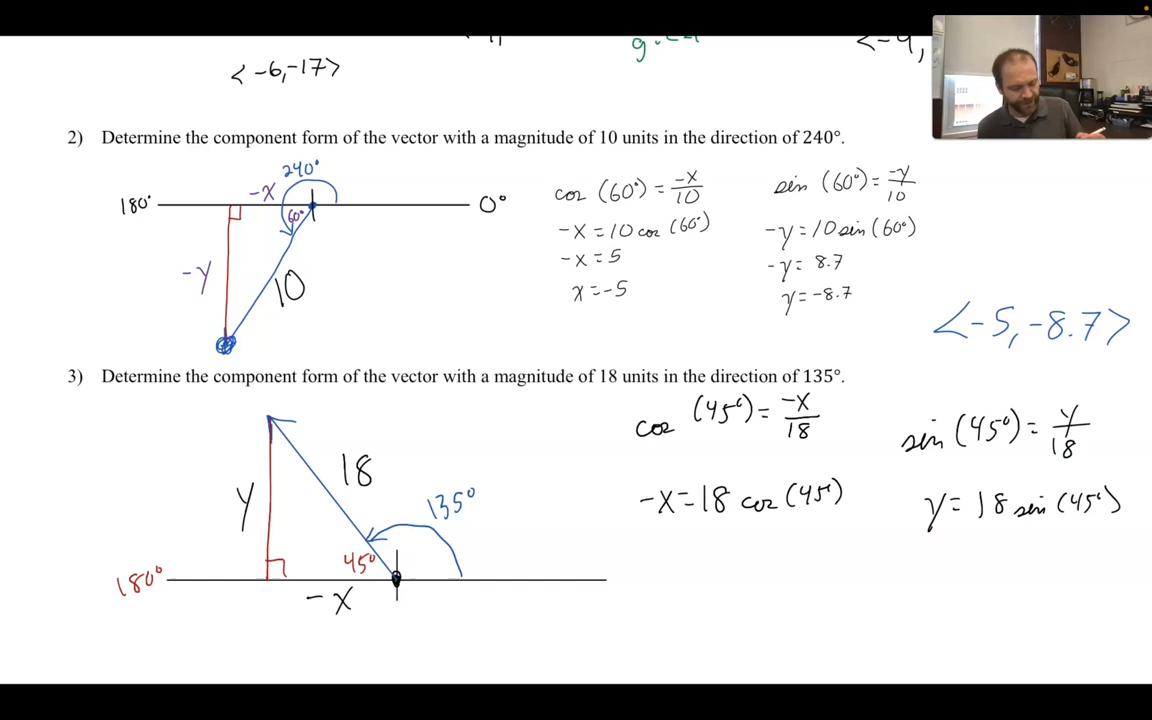 <-6,-17>
2) Determine the component form of the vector with a magnitude of 10 units in the direction of 240°.
240°
180°
-x
60°
0°
-y
10
cos (60°) = -x/10
-x = 10 cos (60°)
-x = 5
x = -5
sin (60°) = -y/10
-y = 10 sin (60°)
-y = 8.7
y = -8.7
<-5, -8.7>
3) Determine the component form of the vector with a magnitude of 18 units in the direction of 135°.
y
18
135°
45°
180°
-x
cos (45°) = -x/18
-x = 18 cos (45°)
sin (45°) = y/18
y = 18 sin (45°)